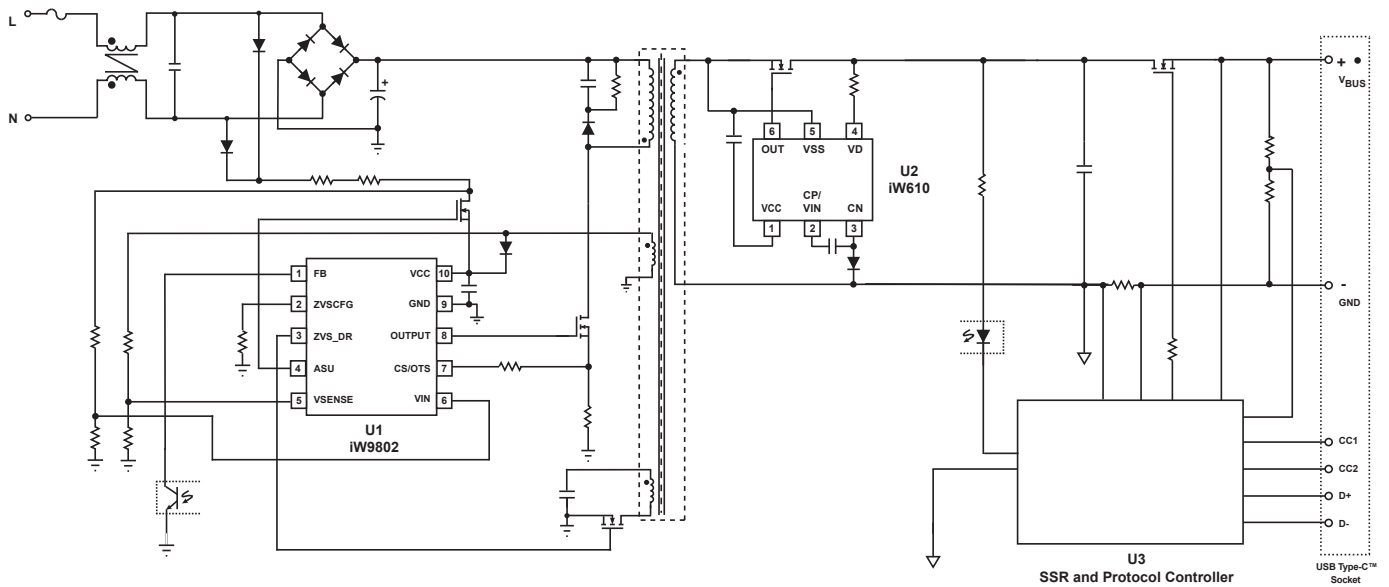 L
N
+
+
VBUS
-
GND
6
5
4
OUT
VSS
VD
U2
iW610
VCC
CP/
VIN
CN
1
2
3
1
FB
VCC
10
2
ZVSCFG
GND
9
3
ZVS_DR
OUTPUT
8
4
ASU
CS/OTS
7
5
VSENSE
VIN
6
U1
iW9802
CC1
CC2
D+
D-
U3
SSR and Protocol Controller
USB Type-C™
Socket